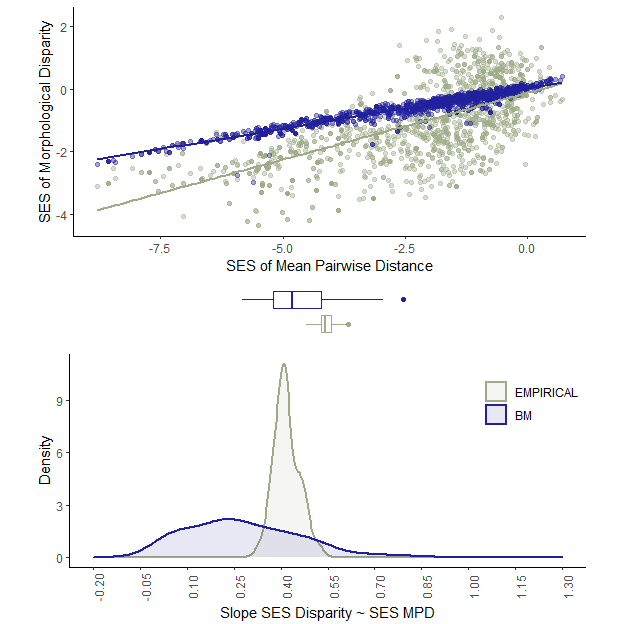 SES of Morphological Disparity
2
0
-2
-4
-7.5 -5.0 -2.5 0.0
SES of Mean Pairwise Distance
Density
9
6
3
0
EMPIRICAL
BM
-0.20 -0.05 0.10 0.25 0.40 0.55 0.70 0.85 1.00 1.15 1.30
Slope SES Disparity ~ SES MPD